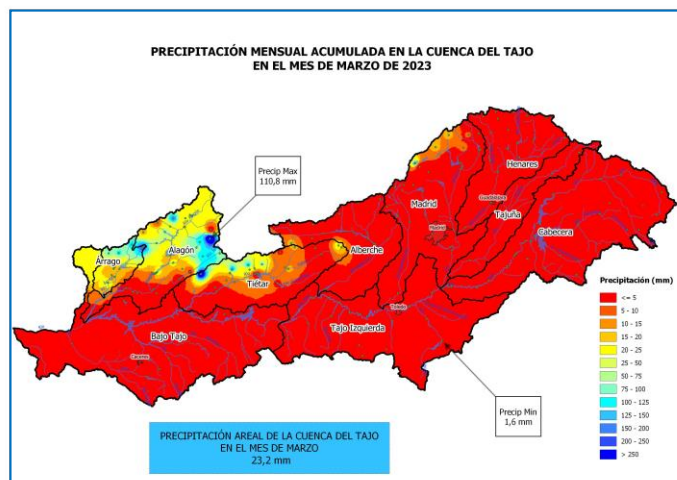 PRECIPITACIÓN MENSUAL ACUMULADA EN LA CUENCA DEL TAJO
EN EL MES DE MARZO DE 2023
Precip Max
110,8 mm
Henares
Madrid
Guadalajara
Tajuña
Madrid
Cabecera
Alagón
Árrago
Alberche
Tiétar
Toledo
Bajo Tajo
Tajo Izquierda
Cáceres
Precipitación (mm)
<= 5
5 - 10
10 - 15
15 - 20
20 - 25
25 - 50
50 - 75
75 - 100
100 - 125
125 - 150
150 - 200
200 - 250
> 250
Precip Min
1,6 mm
PRECIPITACIÓN AREAL DE LA CUENCA DEL TAJO
EN EL MES DE MARZO
23,2 mm